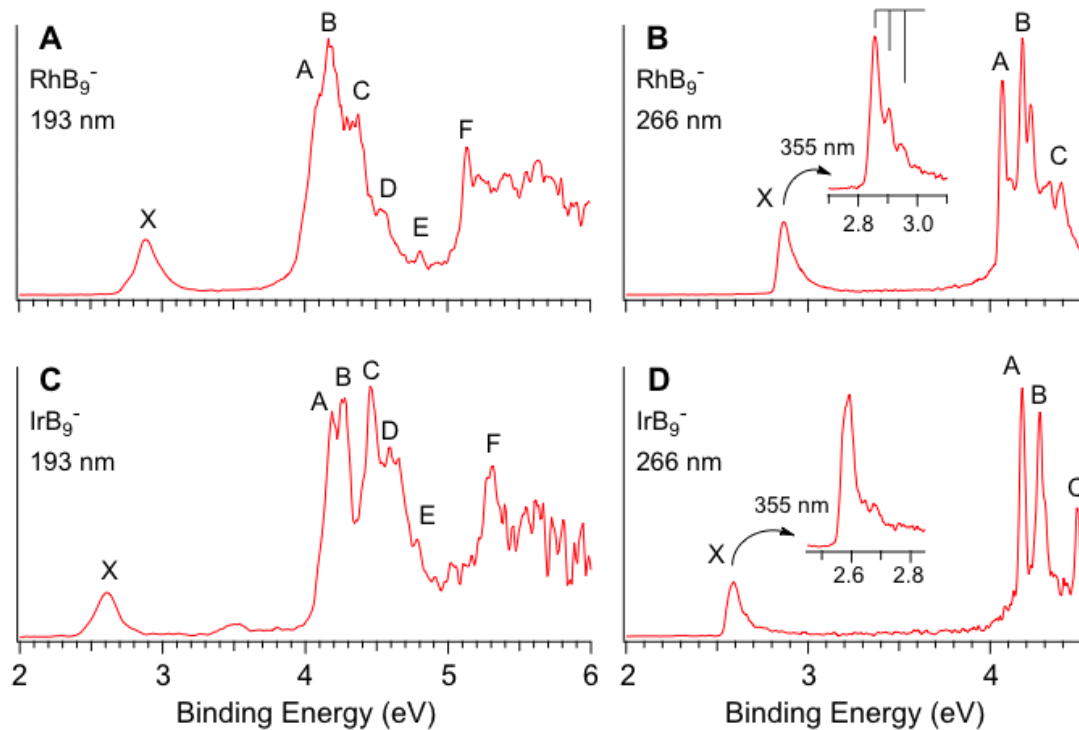 A
RhB₉⁻
193 nm
X
A
B
C
D
E
F
B
RhB₉⁻
266 nm
X
355 nm
2.8 3.0
A
B
C
C
IrB₉⁻
193 nm
X
A
B
C
D
E
F
2 3 4 5 6
Binding Energy (eV)
D
IrB₉⁻
266 nm
X
355 nm
2.6 2.8
A
B
C
2 3 4
Binding Energy (eV)